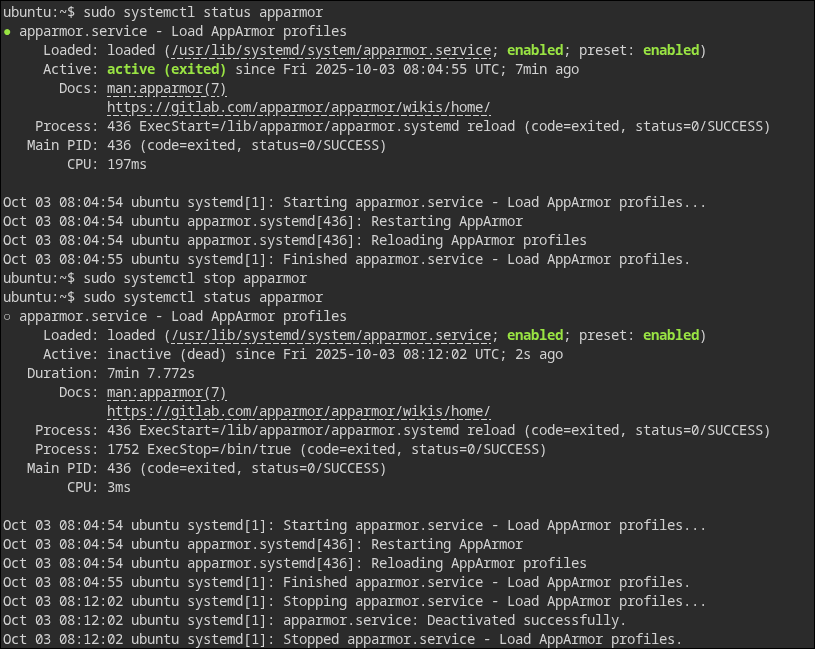 ubuntu:~$ sudo systemctl status apparmor
● apparmor.service - Load AppArmor profiles
     Loaded: loaded (/usr/lib/systemd/system/apparmor.service; enabled; preset: enabled)
     Active: active (exited) since Fri 2025-10-03 08:04:55 UTC; 7min ago
       Docs: man:apparmor(7)
             https://gitlab.com/apparmor/apparmor/wikis/home/
    Process: 436 ExecStart=/lib/apparmor/apparmor.systemd reload (code=exited, status=0/SUCCESS)
   Main PID: 436 (code=exited, status=0/SUCCESS)
        CPU: 197ms

Oct 03 08:04:54 ubuntu systemd[1]: Starting apparmor.service - Load AppArmor profiles...
Oct 03 08:04:54 ubuntu apparmor.systemd[436]: Restarting AppArmor
Oct 03 08:04:54 ubuntu apparmor.systemd[436]: Reloading AppArmor profiles
Oct 03 08:04:55 ubuntu systemd[1]: Finished apparmor.service - Load AppArmor profiles.
ubuntu:~$ sudo systemctl stop apparmor
ubuntu:~$ sudo systemctl status apparmor
○ apparmor.service - Load AppArmor profiles
     Loaded: loaded (/usr/lib/systemd/system/apparmor.service; enabled; preset: enabled)
     Active: inactive (dead) since Fri 2025-10-03 08:12:02 UTC; 2s ago
   Duration: 7min 7.772s
       Docs: man:apparmor(7)
             https://gitlab.com/apparmor/apparmor/wikis/home/
    Process: 436 ExecStart=/lib/apparmor/apparmor.systemd reload (code=exited, status=0/SUCCESS)
    Process: 1752 ExecStop=/bin/true (code=exited, status=0/SUCCESS)
   Main PID: 436 (code=exited, status=0/SUCCESS)
        CPU: 3ms

Oct 03 08:04:54 ubuntu systemd[1]: Starting apparmor.service - Load AppArmor profiles...
Oct 03 08:04:54 ubuntu apparmor.systemd[436]: Restarting AppArmor
Oct 03 08:04:54 ubuntu apparmor.systemd[436]: Reloading AppArmor profiles
Oct 03 08:04:55 ubuntu systemd[1]: Finished apparmor.service - Load AppArmor profiles.
Oct 03 08:12:02 ubuntu systemd[1]: Stopping apparmor.service - Load AppArmor profiles...
Oct 03 08:12:02 ubuntu systemd[1]: apparmor.service: Deactivated successfully.
Oct 03 08:12:02 ubuntu systemd[1]: Stopped apparmor.service - Load AppArmor profiles.